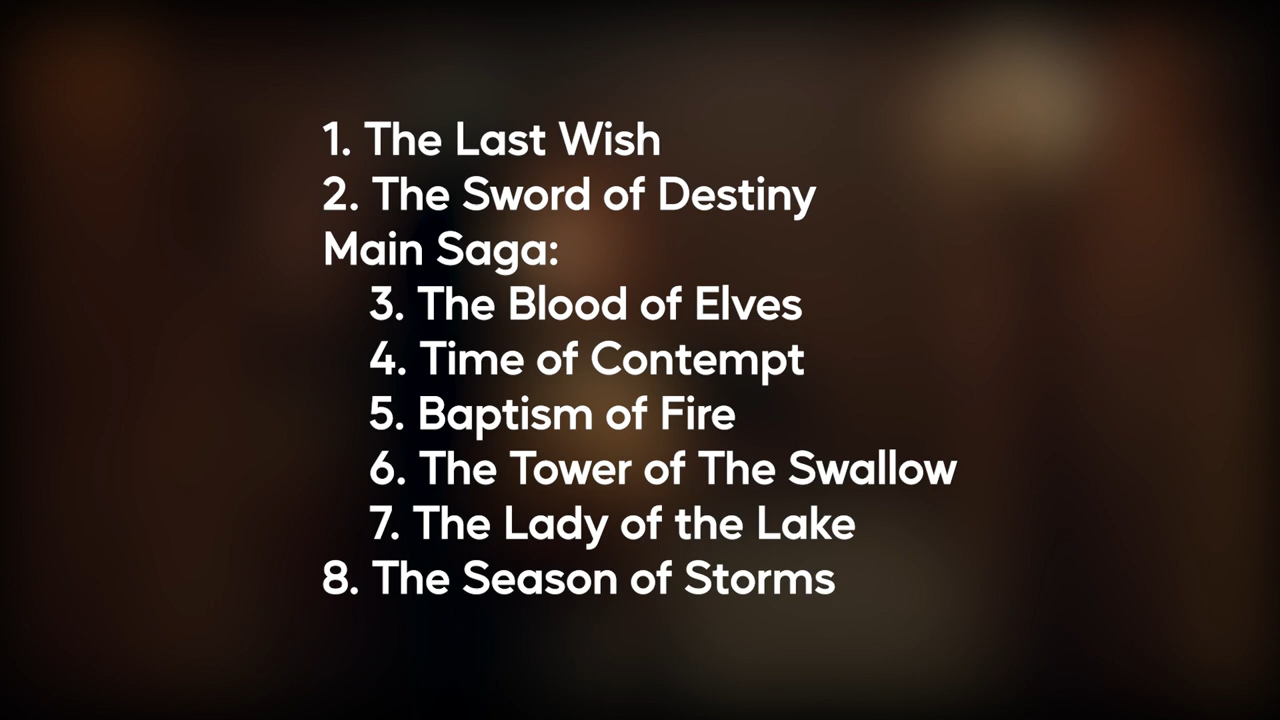 1. The Last Wish
2. The Sword of Destiny
Main Saga:
3. The Blood of Elves
4. Time of Contempt
5. Baptism of Fire
6. The Tower of The Swallow
7. The Lady of the Lake
8. The Season of Storms